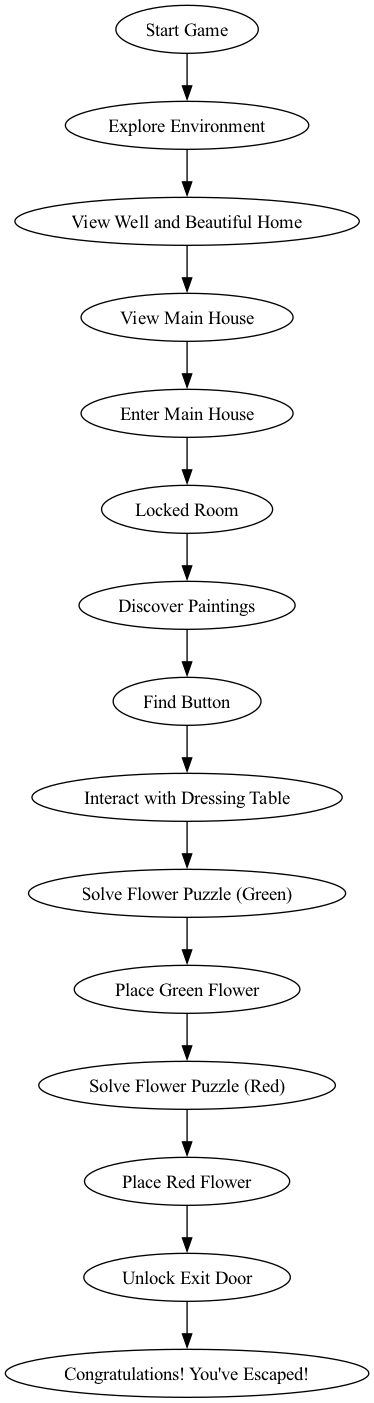 Start Game
Explore Environment
View Well and Beautiful Home
View Main House
Enter Main House
Locked Room
Discover Paintings
Find Button
Interact with Dressing Table
Solve Flower Puzzle (Green)
Place Green Flower
Solve Flower Puzzle (Red)
Place Red Flower
Unlock Exit Door
Congratulations! You've Escaped!